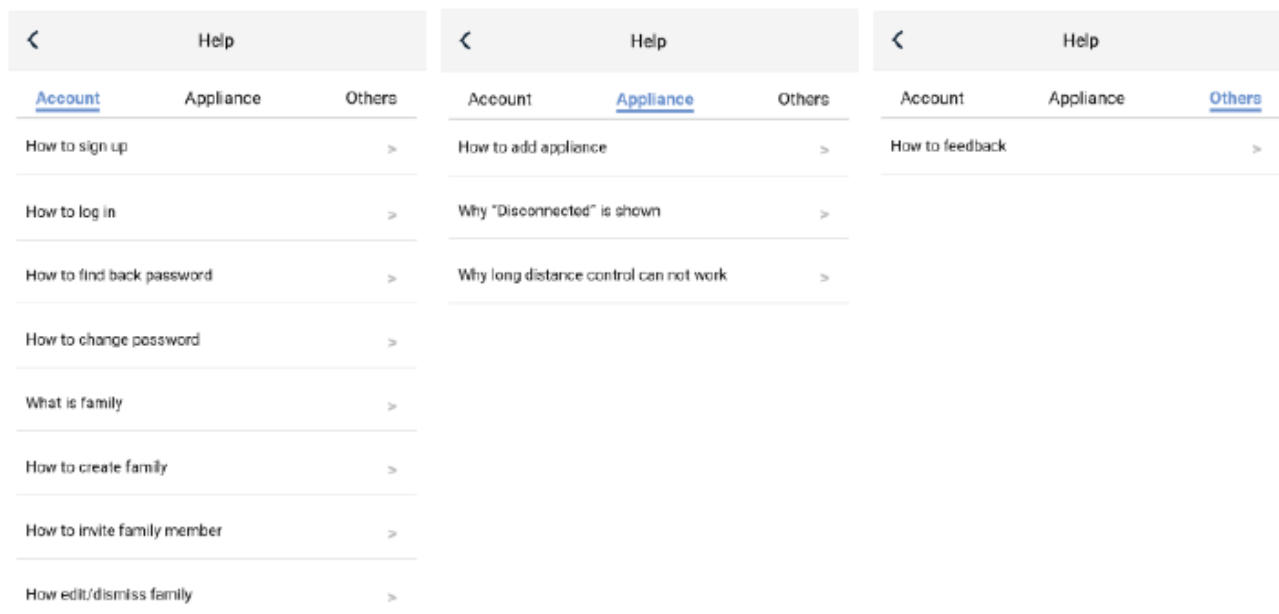 Help
Account Appliance Others
How to sign up >
How to log in >
How to find back password >
How to change password >
What is family >
How to create family >
How to invite family member >
How edit/dismiss family >
Help
Account Appliance Others
How to add appliance >
Why "Disconnected" is shown >
Why long distance control can not work >
Help
Account Appliance Others
How to feedback >